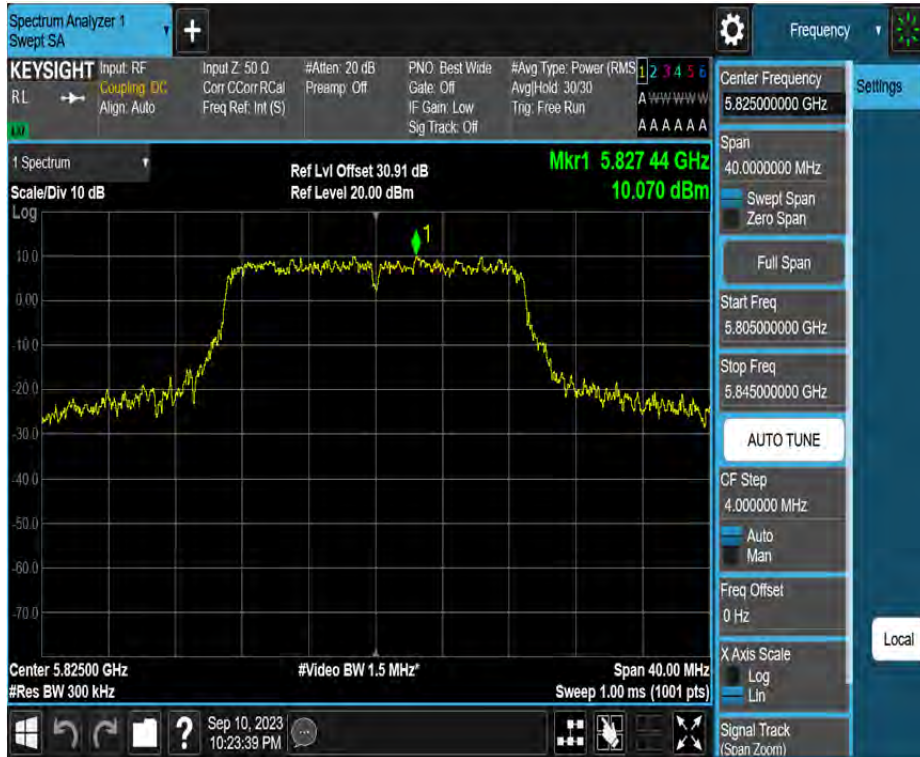 Spectrum Analyzer 1
Swept SA
Frequency
KEYSIGHT
RL
Input: RF
Coupling: DC
Align: Auto
Input Z: 50 Ω
Corr CCorr RCal
Freq Ref: Int (S)
#Atten: 20 dB
Preamp: Off
PNO: Best Wide
Gate: Off
IF Gain: Low
Sig Track: Off
#Avg Type: Power (RMS
Avg|Hold: 30/30
Trig: Free Run
1 2 3 4 5 6
A W W W W W
A A A A A A
1 Spectrum
Scale/Div 10 dB
Ref Lvl Offset 30.91 dB
Ref Level 20.00 dBm
Mkr1 5.827 44 GHz
10.070 dBm
Log
1
10.0
0.00
-10.0
-20.0
-30.0
-40.0
-50.0
-60.0
-70.0
Center 5.82500 GHz
#Res BW 300 kHz
#Video BW 1.5 MHz*
Span 40.00 MHz
Sweep 1.00 ms (1001 pts)
?
Sep 10, 2023
10:23:39 PM
Center Frequency
5.825000000 GHz
Span
40.0000000 MHz
Swept Span
Zero Span
Full Span
Start Freq
5.805000000 GHz
Stop Freq
5.845000000 GHz
AUTO TUNE
CF Step
4.000000 MHz
Auto
Man
Freq Offset
0 Hz
X Axis Scale
Log
Lin
Signal Track
(Span Zoom)
Settings
Local